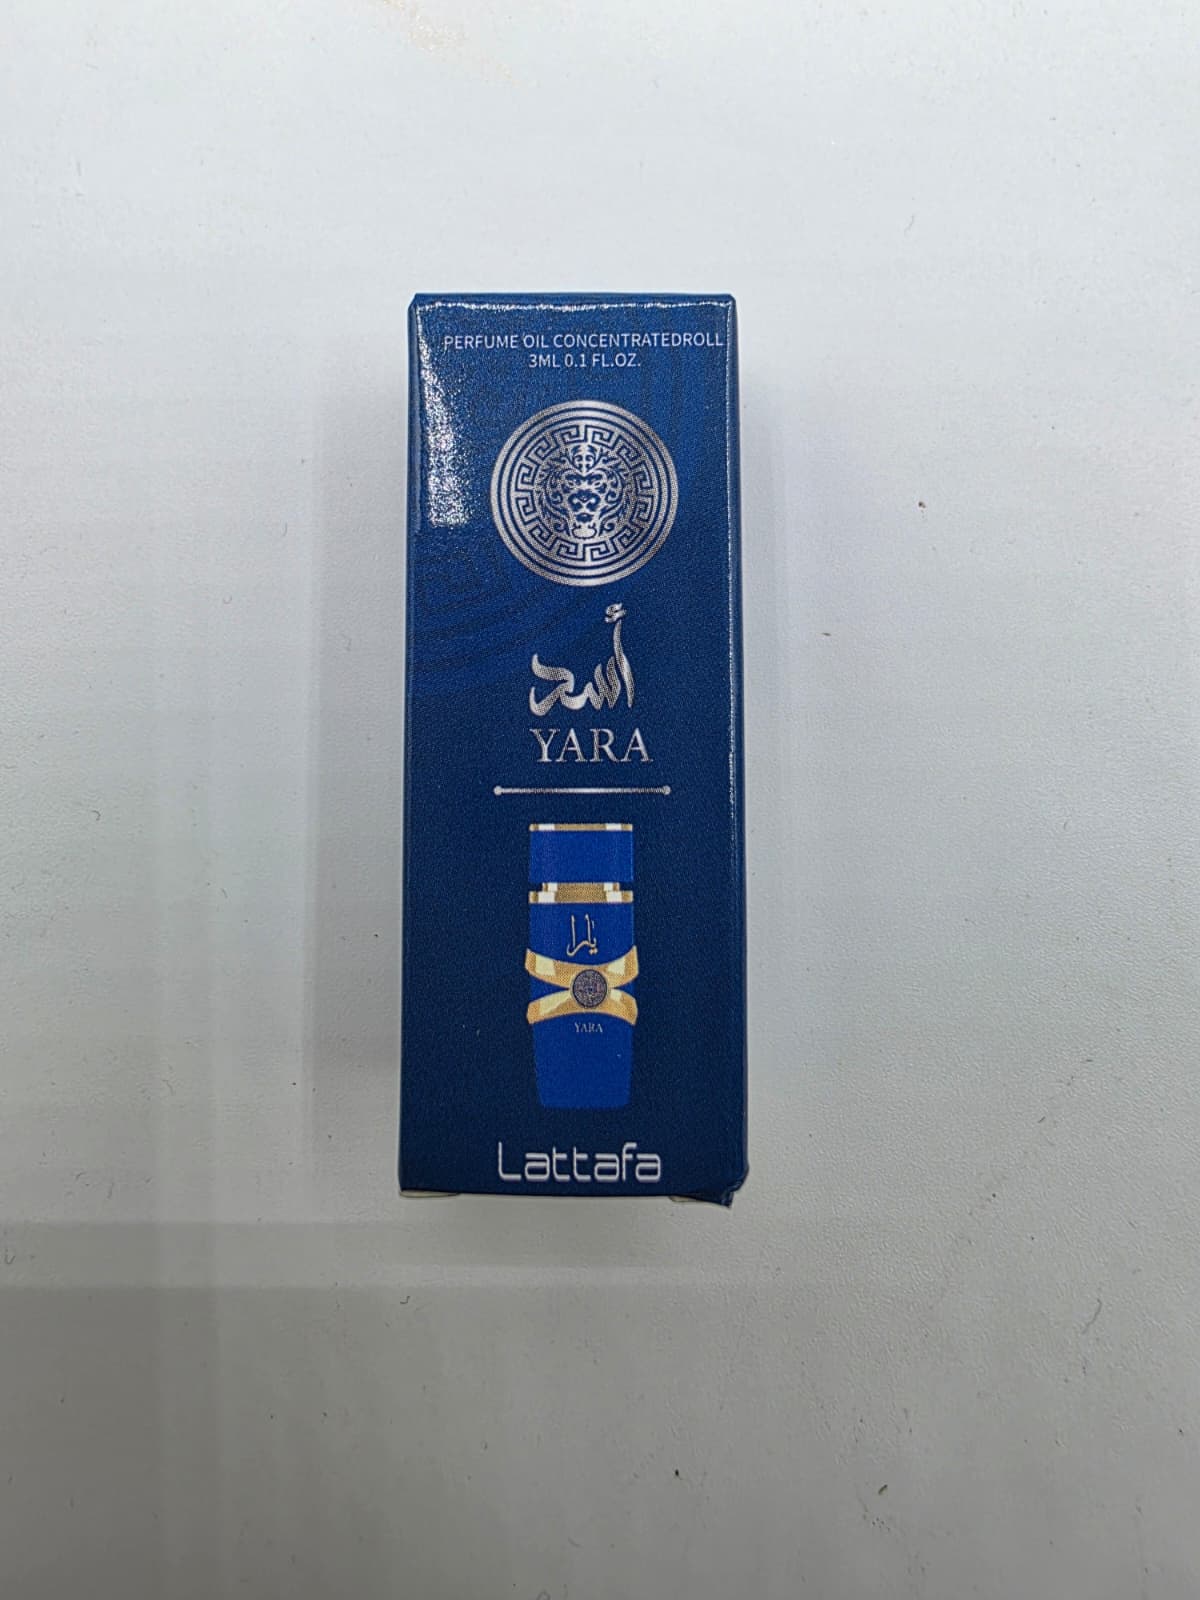 PERFUME OIL CONCENTRATEDROLL
3ML 0.1 FL.OZ.
أسد
YARA
يارا
YARA
Lattafa